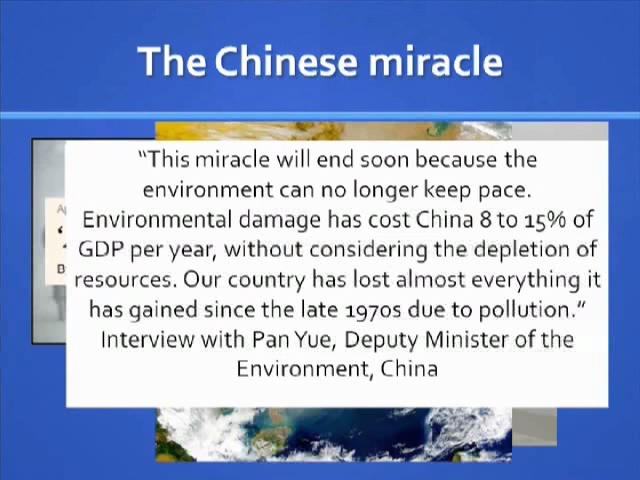 The Chinese miracle
“This miracle will end soon because the
environment can no longer keep pace.
Environmental damage has cost China 8 to 15% of
GDP per year, without considering the depletion of
resources. Our country has lost almost everything it
has gained since the late 1970s due to pollution.”
Interview with Pan Yue, Deputy Minister of the
Environment, China